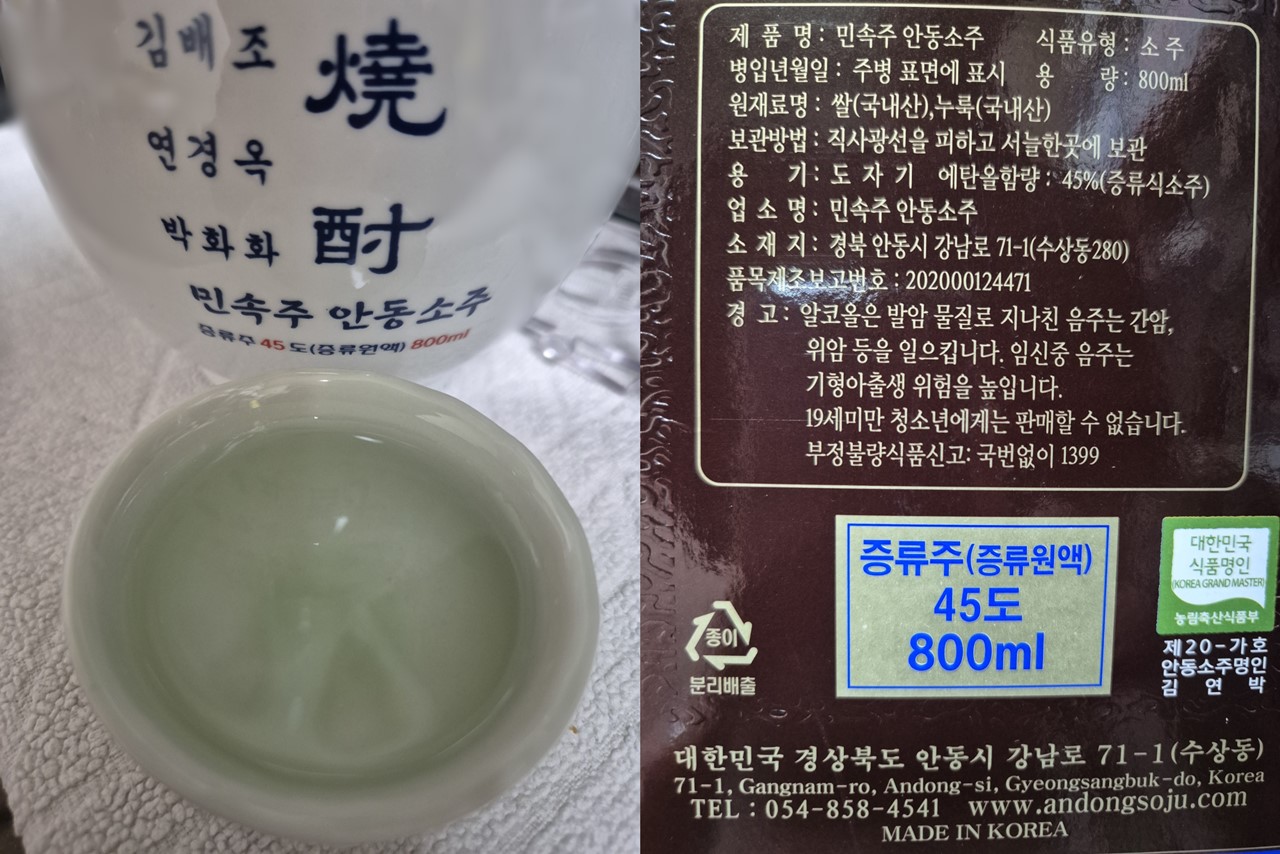 김배조
연경옥
박화화
燒
酎
민속주 안동소주
증류주 45도(증류원액) 800ml
제품명 : 민속주 안동소주 식품유형 : 소주
병입년월일 : 주병 표면에 표시 용량 : 800ml
원재료명 : 쌀(국내산),누룩(국내산)
보관방법 : 직사광선을 피하고 서늘한곳에 보관
용기 : 도자기 에탄올함량 : 45%(증류식소주)
업소명 : 민속주 안동소주
소재지 : 경북 안동시 강남로 71-1(수상동280)
품목제조보고번호 : 202000124471
경고 : 알코올은 발암 물질로 지나친 음주는 간암,
위암 등을 일으킵니다. 임신중 음주는
기형아출생 위험을 높입니다.
19세미만 청소년에게는 판매할 수 없습니다.
부정불량식품신고: 국번없이 1399
종이
분리배출
증류주(증류원액)
45도
800ml
대한민국
식품명인
(KOREA GRAND MASTER)
농림축산식품부
제20-가호
안동소주명인
김연박
대한민국 경상북도 안동시 강남로 71-1(수상동)
71-1, Gangnam-ro, Andong-si, Gyeongsangbuk-do, Korea
TEL : 054-858-4541 www.andongsoju.com
MADE IN KOREA